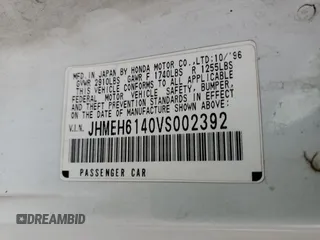 MFD. IN JAPAN BY HONDA MOTOR CO.,LTD:10/'96
GVWR 2910LBS GAWR F 1740LBS R 1255LBS
THIS VEHICLE CONFORMS TO ALL APPLICABLE
FEDERAL MOTOR VEHICLE SAFETY, BUMPER,
AND THEFT PREVENTION STANDARDS IN EFFECT
ON THE DATE OF MANUFACTURE SHOWN ABOVE.
V.I.N. JHMEH6140VS002392
PASSENGER CAR
DREAMBID